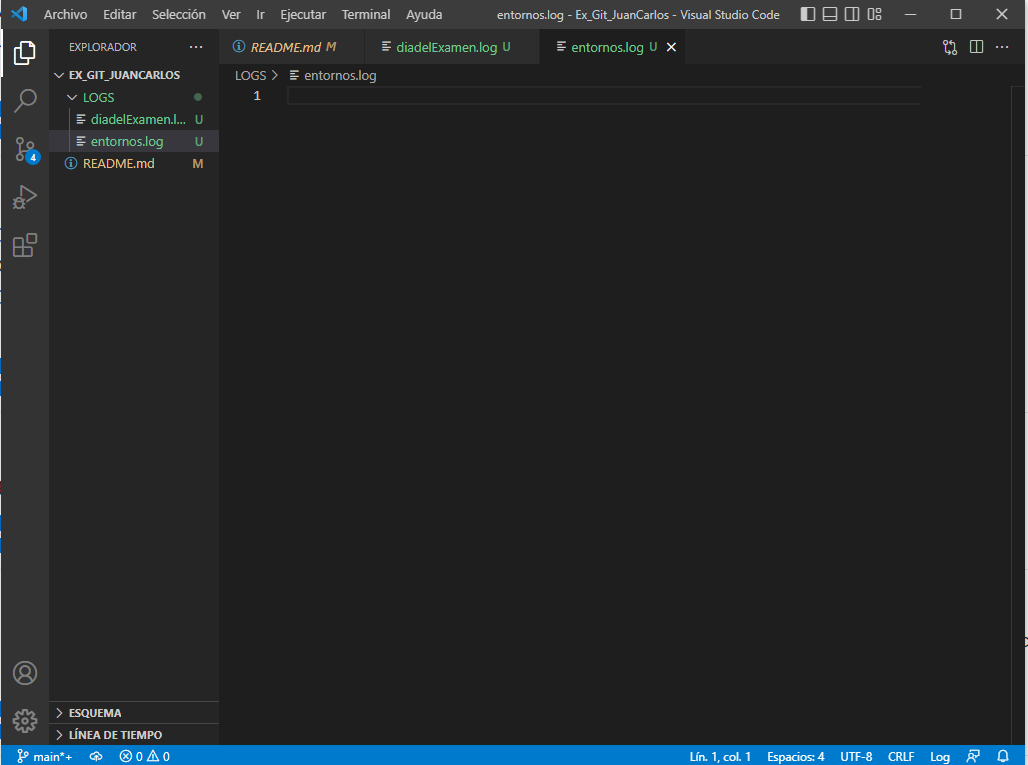 Archivo Editar Selección Ver Ir Ejecutar Terminal Ayuda entornos.log - Ex_Git_JuanCarlos - Visual Studio Code
EXPLORADOR ···
README.md M diadelExamen.log U entornos.log U
EX_GIT_JUANCARLOS
LOGS > entornos.log
LOGS
1
diadelExamen.l... U
entornos.log U
4
README.md M
ESQUEMA
LÍNEA DE TIEMPO
main*+ 0 0 Lín. 1, col. 1 Espacios: 4 UTF-8 CRLF Log